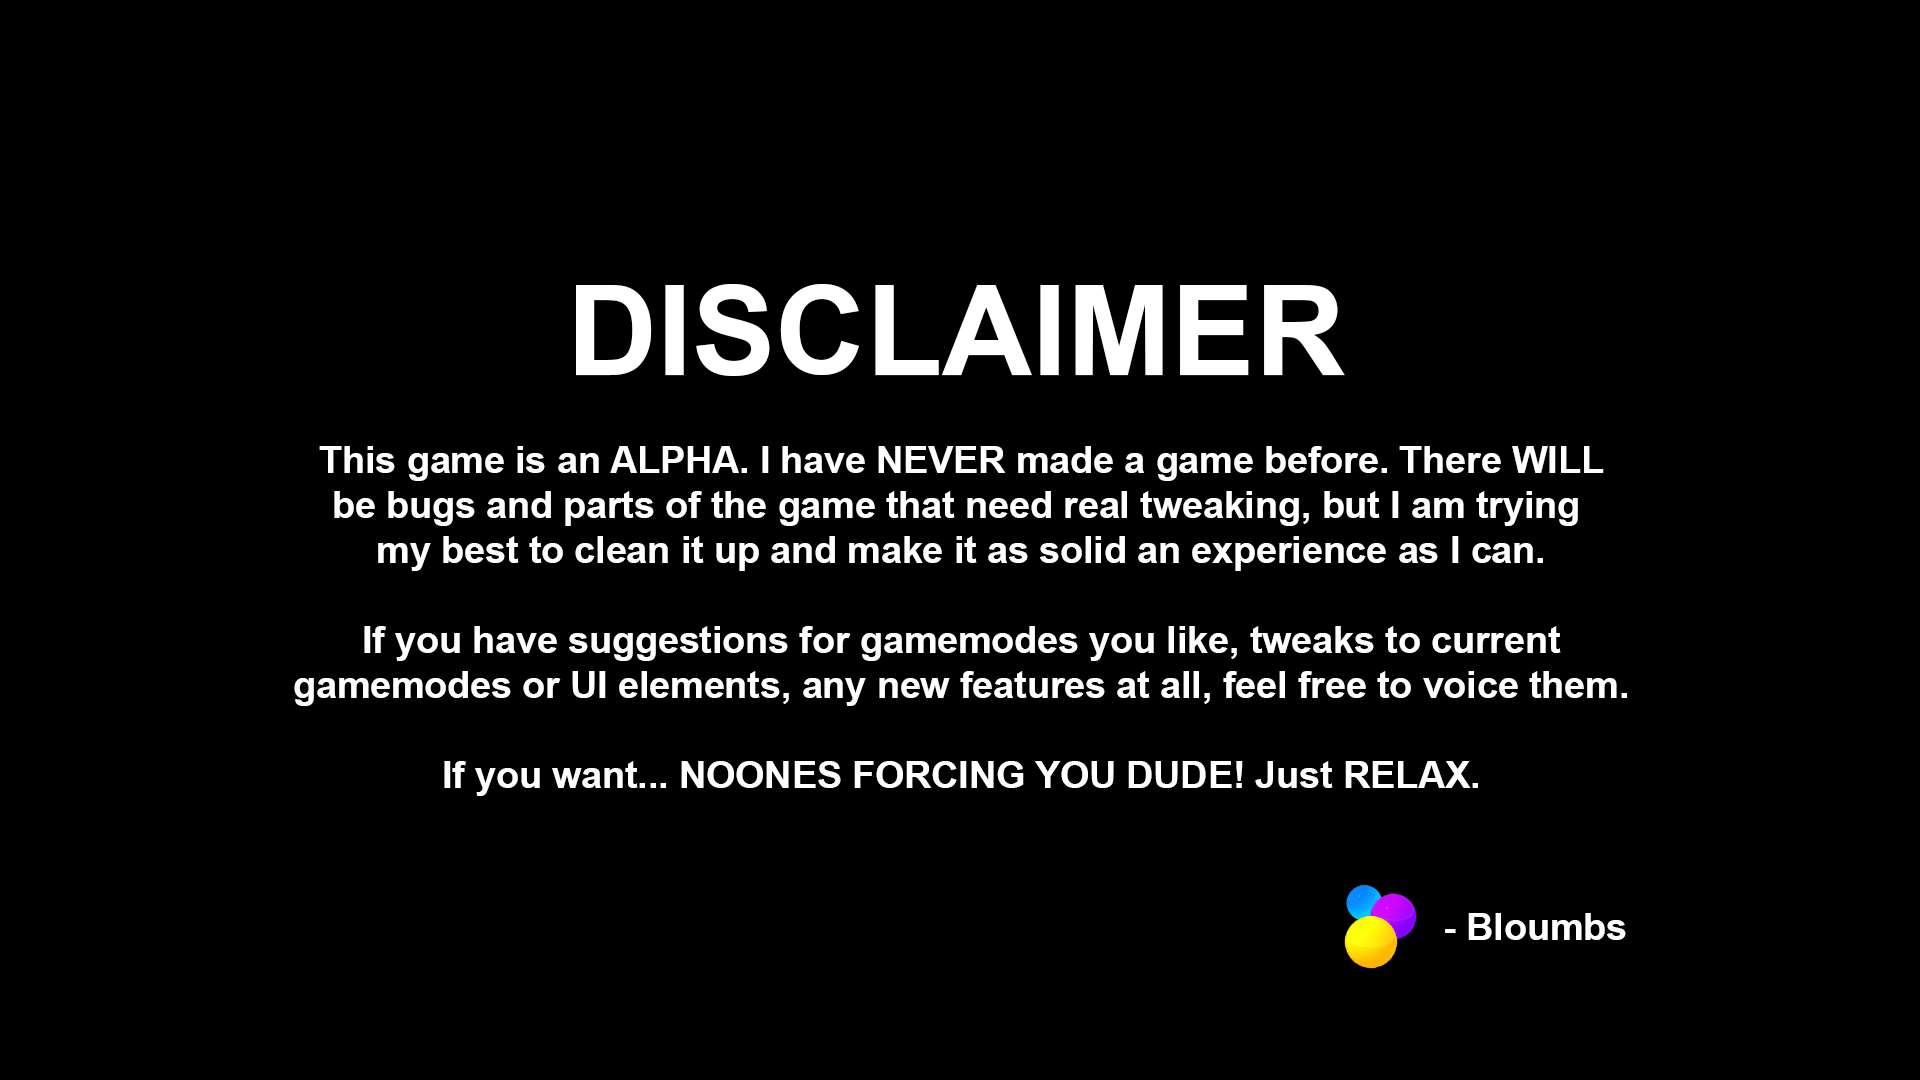 DISCLAIMER
This game is an ALPHA. I have NEVER made a game before. There WILL
be bugs and parts of the game that need real tweaking, but I am trying
my best to clean it up and make it as solid an experience as I can.
If you have suggestions for gamemodes you like, tweaks to current
gamemodes or UI elements, any new features at all, feel free to voice them.
If you want... NOONES FORCING YOU DUDE! Just RELAX.
- Bloumbs